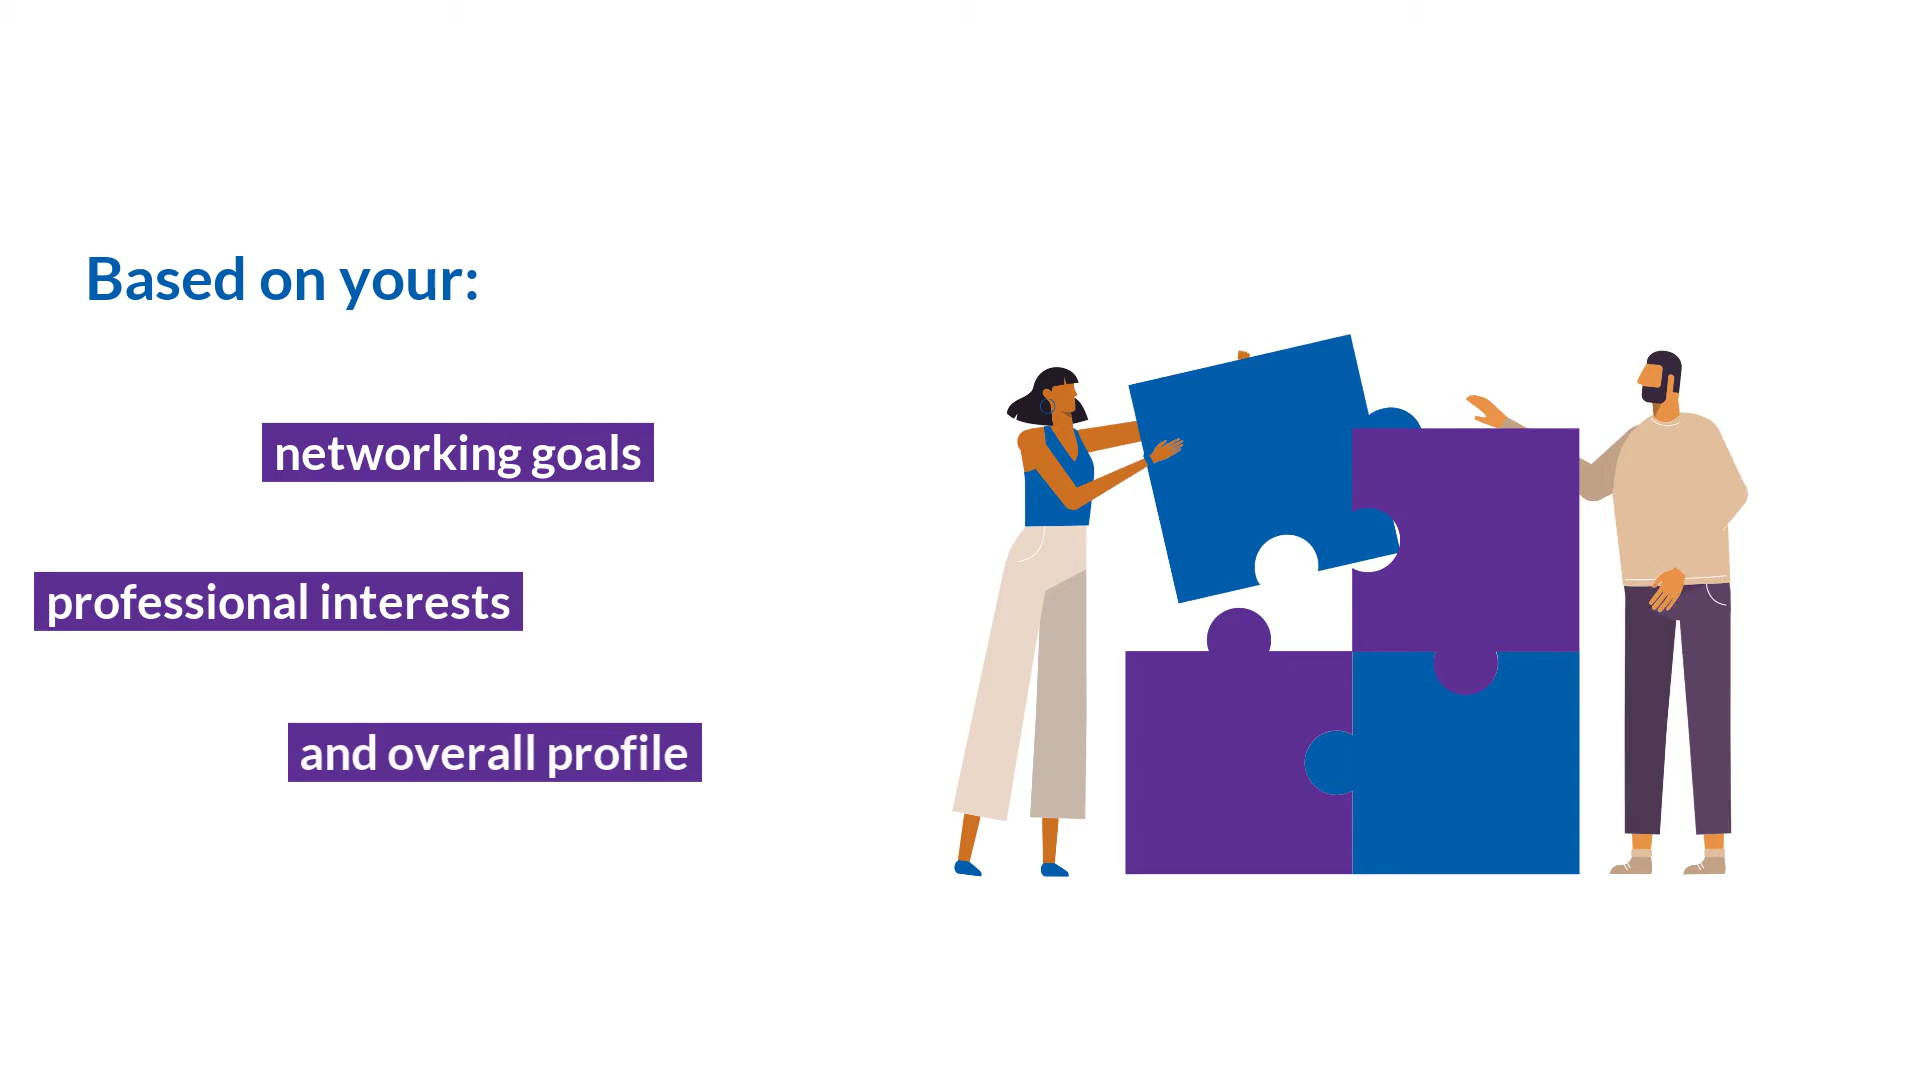 Based on your:
networking goals
professional interests
and overall profile